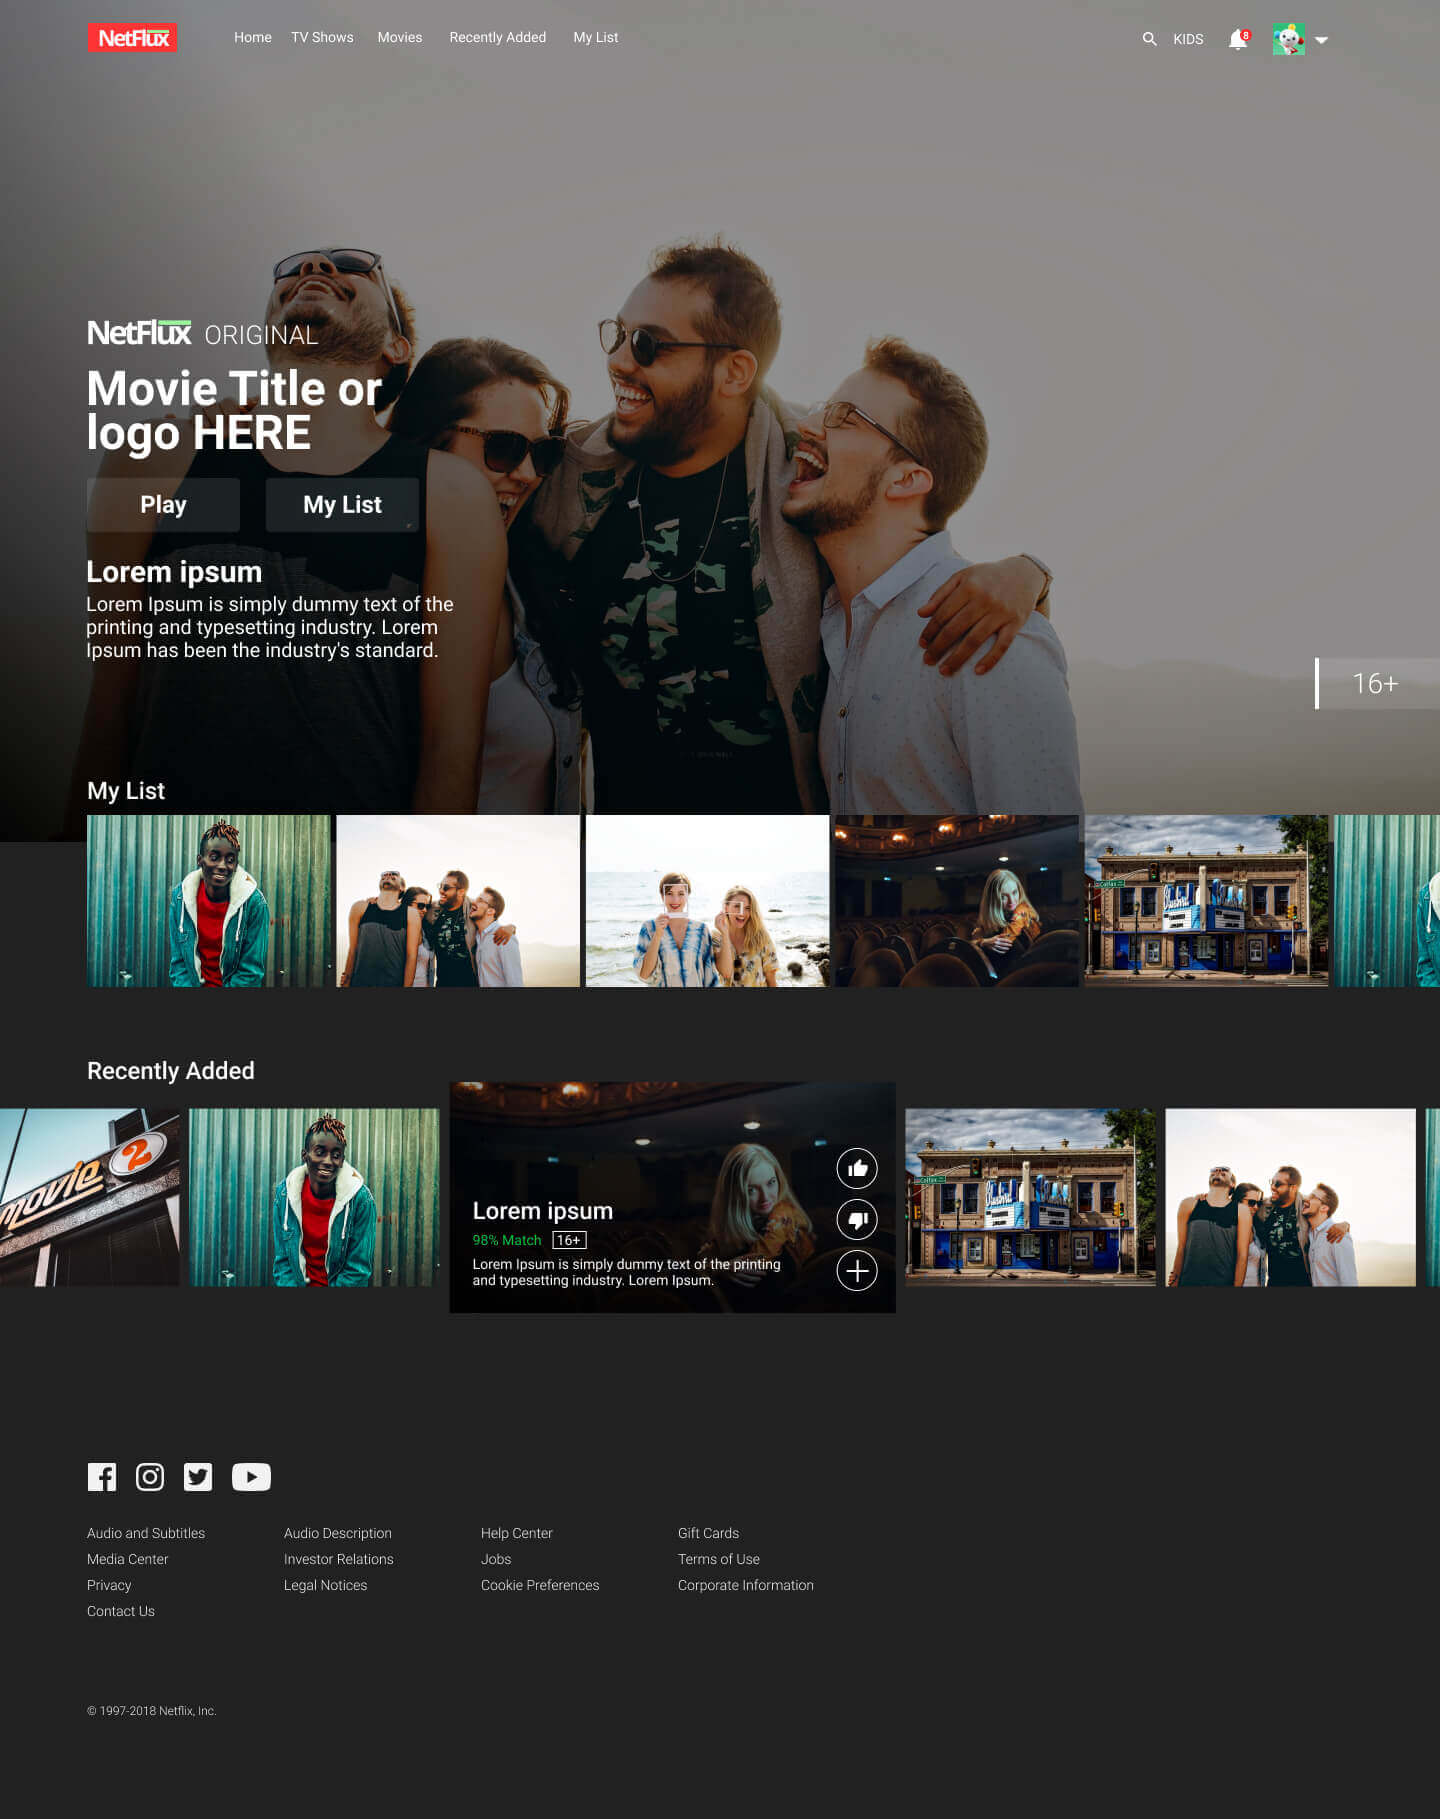 NetFlux
Home TV Shows Movies Recently Added My List
KIDS 8
NetFlux ORIGINAL
Movie Title or
logo HERE
Play My List
Lorem ipsum
Lorem Ipsum is simply dummy text of the
printing and typesetting industry. Lorem
Ipsum has been the industry's standard.
16+
My List
Colfax
Recently Added
movie 2
Colfax
Lorem ipsum
98% Match 16+
Lorem Ipsum is simply dummy text of the printing
and typesetting industry. Lorem Ipsum.
Audio and Subtitles Audio Description Help Center Gift Cards
Media Center Investor Relations Jobs Terms of Use
Privacy Legal Notices Cookie Preferences Corporate Information
Contact Us
© 1997-2018 Netflix, Inc.